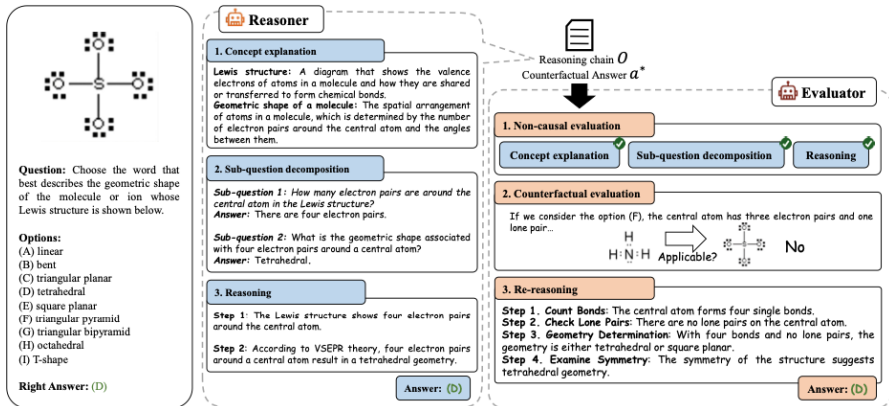 :O:
:O—S—O:
:O:
Question: Choose the word that
best describes the geometric shape
of the molecule or ion whose
Lewis structure is shown below.
Options:
(A) linear
(B) bent
(C) triangular planar
(D) tetrahedral
(E) square planar
(F) triangular pyramid
(G) triangular bipyramid
(H) octahedral
(I) T-shape
Right Answer: (D)
Reasoner
1. Concept explanation
Lewis structure: A diagram that shows the valence
electrons of atoms in a molecule and how they are shared
or transferred to form chemical bonds.
Geometric shape of a molecule: The spatial arrangement
of atoms in a molecule, which is determined by the number
of electron pairs around the central atom and the angles
between them.
2. Sub-question decomposition
Sub-question 1: How many electron pairs are around the
central atom in the Lewis structure?
Answer: There are four electron pairs.
Sub-question 2: What is the geometric shape associated
with four electron pairs around a central atom?
Answer: Tetrahedral.
3. Reasoning
Step 1: The Lewis structure shows four electron pairs
around the central atom.
Step 2: According to VSEPR theory, four electron pairs
around a central atom result in a tetrahedral geometry.
Answer: (D)
Reasoning chain O
Counterfactual Answer a*
Evaluator
1. Non-causal evaluation
Concept explanation
Sub-question decomposition
Reasoning
2. Counterfactual evaluation
If we consider the option (F), the central atom has three electron pairs and one
lone pair...
H
H:N:H
Applicable?
No
3. Re-reasoning
Step 1. Count Bonds: The central atom forms four single bonds.
Step 2. Check Lone Pairs: There are no lone pairs on the central atom.
Step 3. Geometry Determination: With four bonds and no lone pairs, the
geometry is either tetrahedral or square planar.
Step 4. Examine Symmetry: The symmetry of the structure suggests
tetrahedral geometry.
Answer: (D)